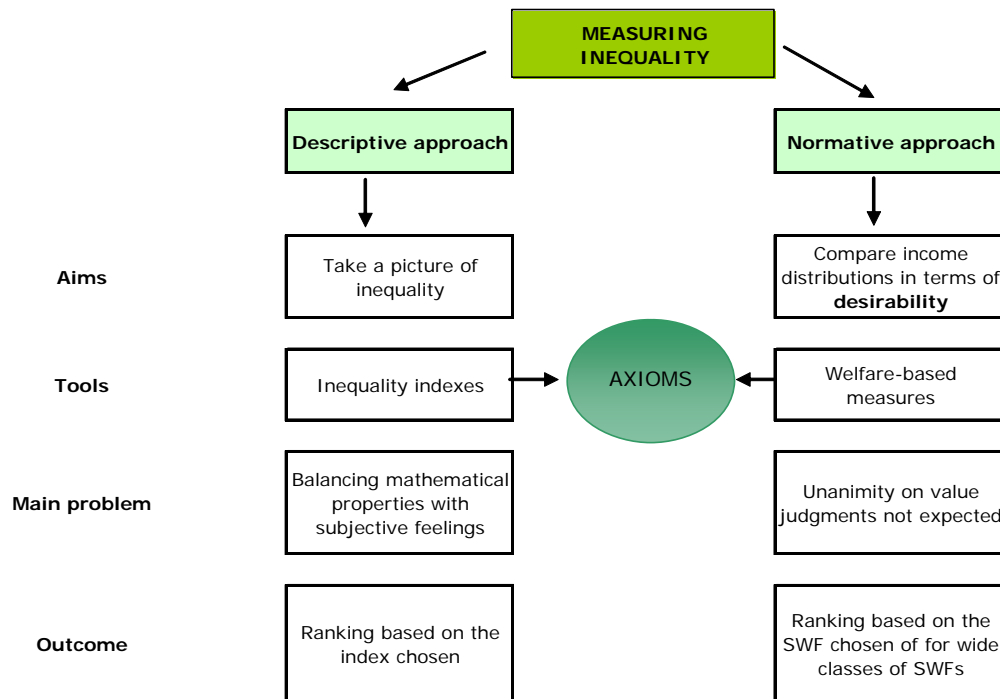 MEASURING
INEQUALITY
Descriptive approach
Normative approach
Aims
Take a picture of
inequality
Compare income
distributions in terms of
desirability
Tools
Inequality indexes
AXIOMS
Welfare-based
measures
Main problem
Balancing mathematical
properties with
subjective feelings
Unanimity on value
judgments not expected
Outcome
Ranking based on the
index chosen
Ranking based on the
SWF chosen of for wide
classes of SWFs